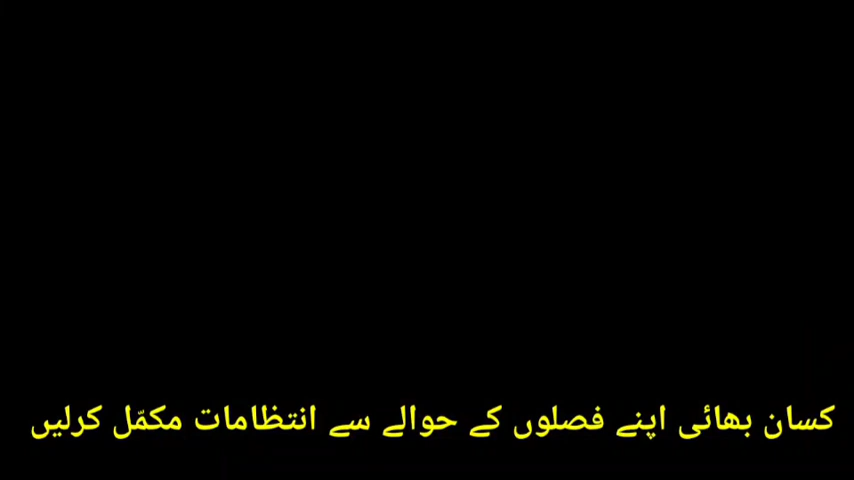 کسان بھائی اپنے فصلوں کے حوالے سے انتظامات مکمّل کرلیں